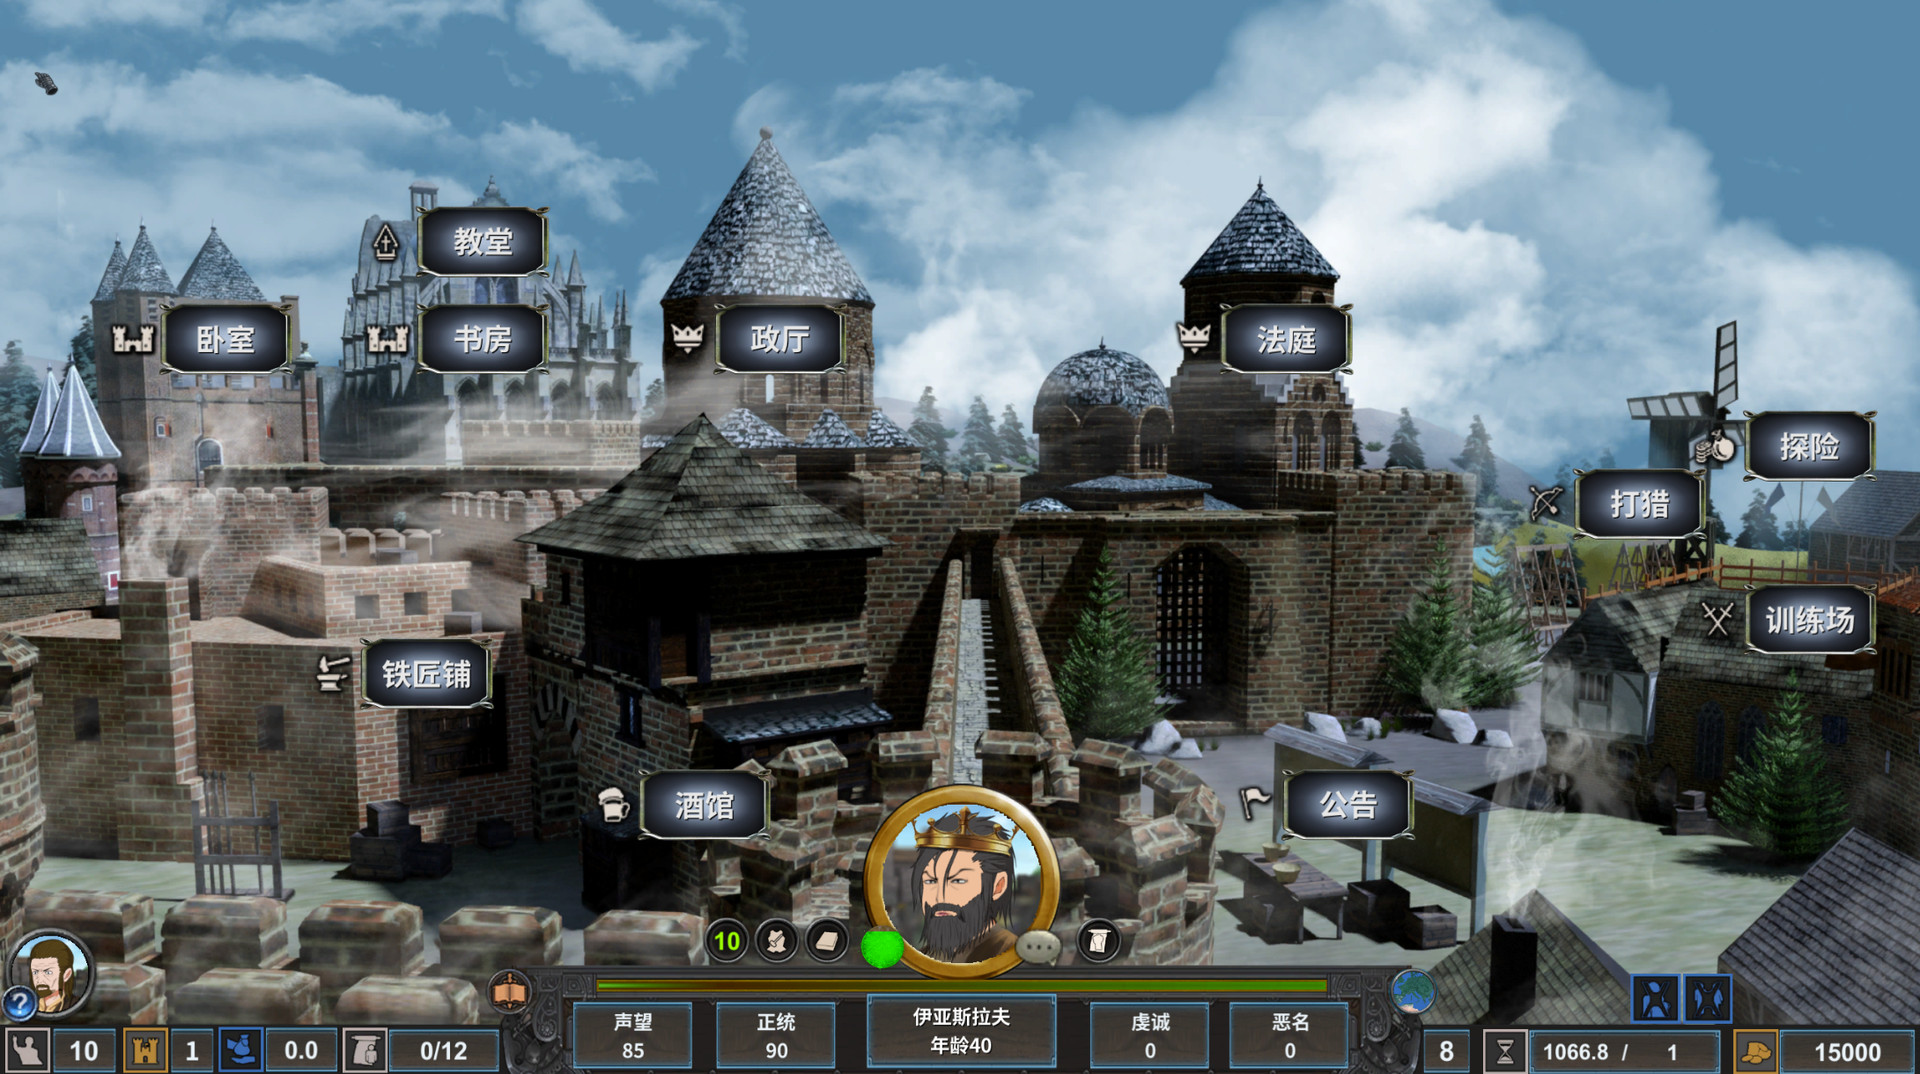 教堂
卧室
书房
政厅
法庭
探险
打猎
训练场
铁匠铺
酒馆
公告
10
?
声望
85
正统
90
伊亚斯拉夫
年龄40
虔诚
0
恶名
0
10
1
0.0
0/12
8
1066.8 / 1
15000